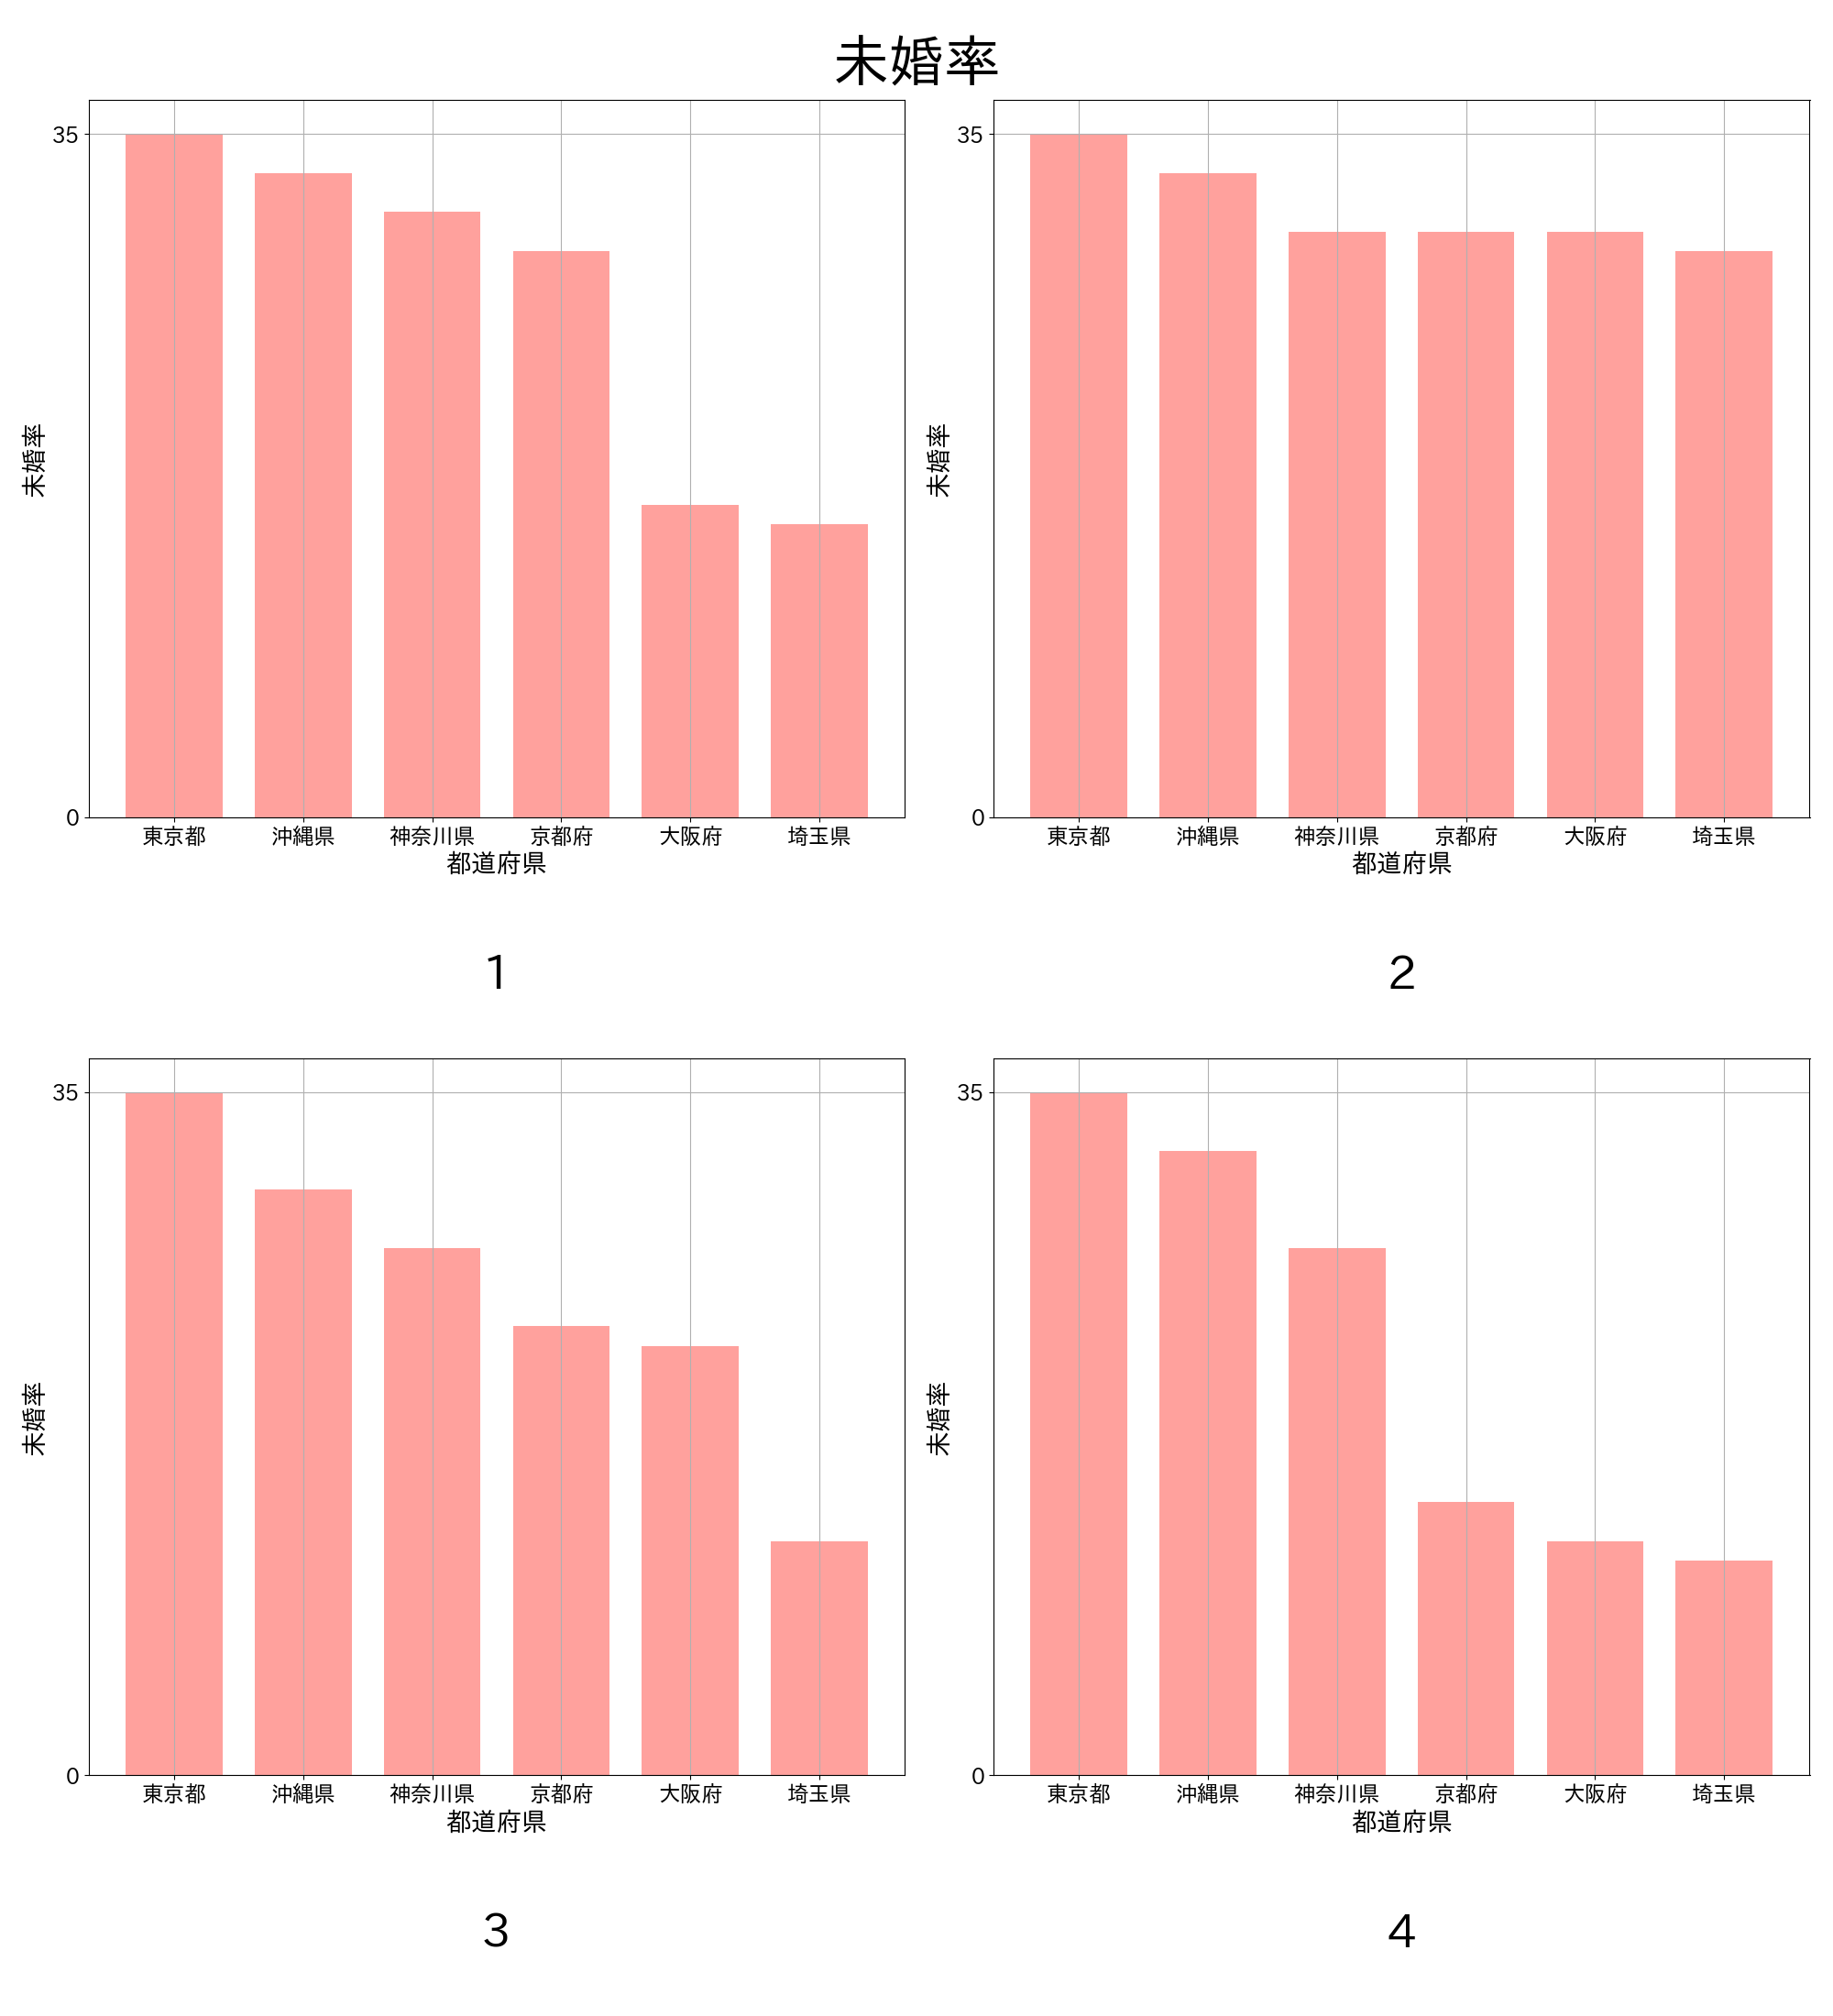 未婚率
35
0
未婚率
東京都 沖縄県 神奈川県 京都府 大阪府 埼玉県
都道府県
1
35
0
未婚率
東京都 沖縄県 神奈川県 京都府 大阪府 埼玉県
都道府県
2
35
0
未婚率
東京都 沖縄県 神奈川県 京都府 大阪府 埼玉県
都道府県
3
35
0
未婚率
東京都 沖縄県 神奈川県 京都府 大阪府 埼玉県
都道府県
4